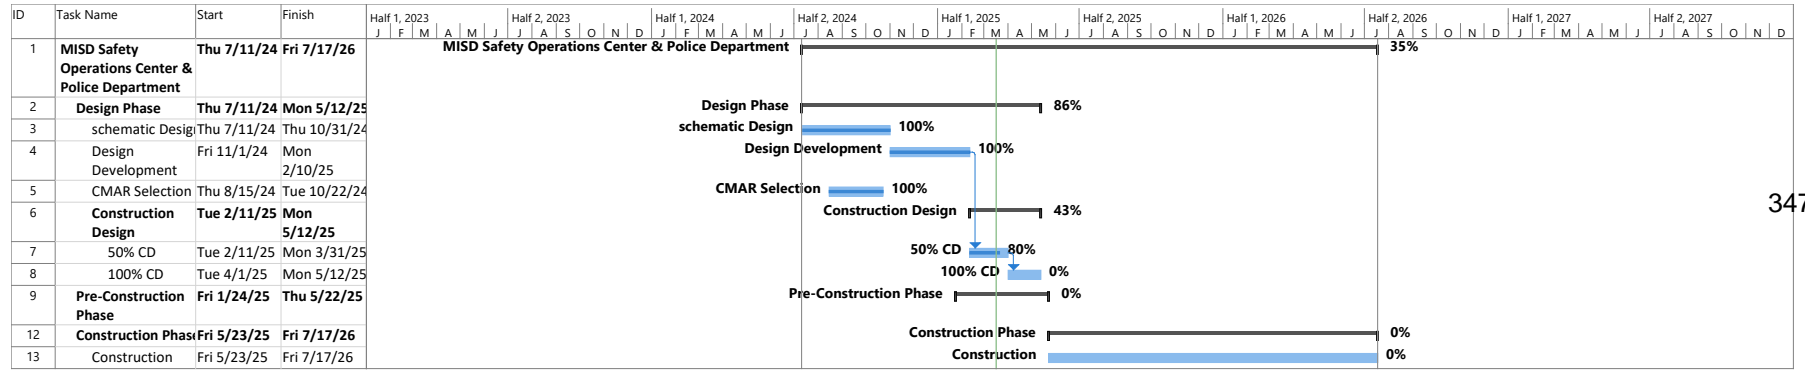 ID Task Name Start Finish Half 1, 2023 Half 2, 2023 Half 1, 2024 Half 2, 2024 Half 1, 2025 Half 2, 2025 Half 1, 2026 Half 2, 2026 Half 1, 2027 Half 2, 2027
J F M A M J J A S O N D J F M A M J J A S O N D J F M A M J J A S O N D J F M A M J J A S O N D J F M A M J J A S O N D
1 MISD Safety Thu 7/11/24 Fri 7/17/26 MISD Safety Operations Center & Police Department 35%
Operations Center &
Police Department
2 Design Phase Thu 7/11/24 Mon 5/12/25 Design Phase 86%
3 schematic Desig Thu 7/11/24 Thu 10/31/24 schematic Design 100%
4 Design Fri 11/1/24 Mon Design Development 100%
Development 2/10/25
5 CMAR Selection Thu 8/15/24 Tue 10/22/24 CMAR Selection 100%
347
6 Construction Tue 2/11/25 Mon Construction Design 43%
Design 5/12/25
7 50% CD Tue 2/11/25 Mon 3/31/25 50% CD 80%
8 100% CD Tue 4/1/25 Mon 5/12/25 100% CD 0%
9 Pre-Construction Fri 1/24/25 Thu 5/22/25 Pre-Construction Phase 0%
Phase
12 Construction Phase Fri 5/23/25 Fri 7/17/26 Construction Phase 0%
13 Construction Fri 5/23/25 Fri 7/17/26 Construction 0%